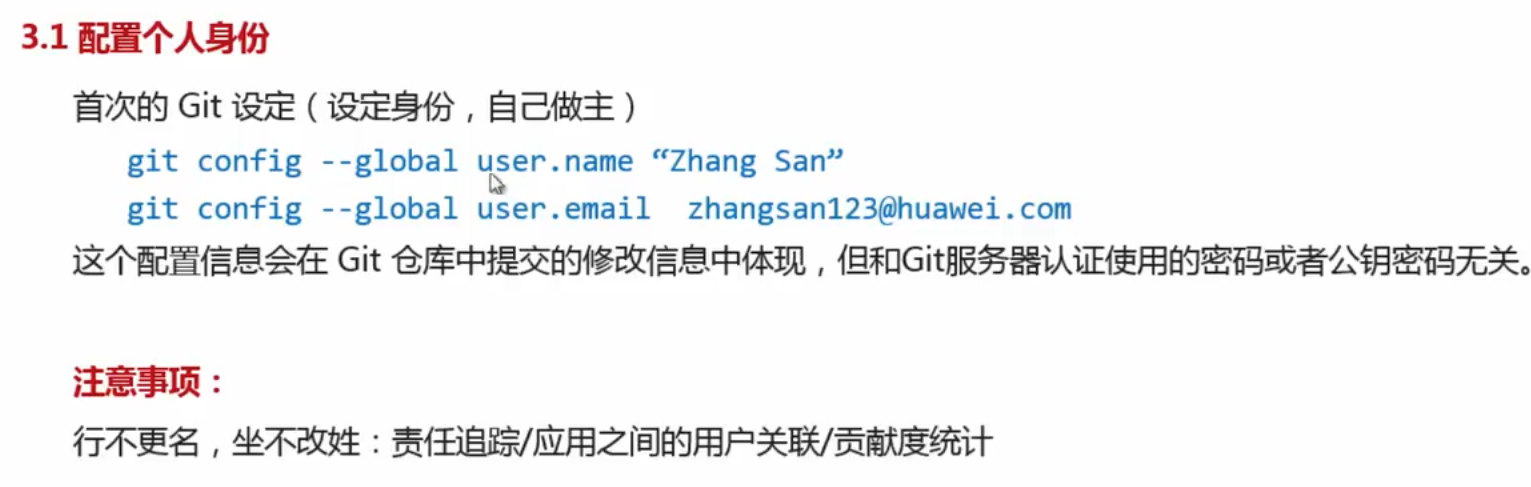 3.1 配置个人身份
首次的 Git 设定（设定身份，自己做主）
git config --global user.name “Zhang San”
git config --global user.email zhangsan123@huawei.com
这个配置信息会在 Git 仓库中提交的修改信息中体现，但和Git服务器认证使用的密码或者公钥密码无关。
注意事项：
行不更名，坐不改姓：责任追踪/应用之间的用户关联/贡献度统计